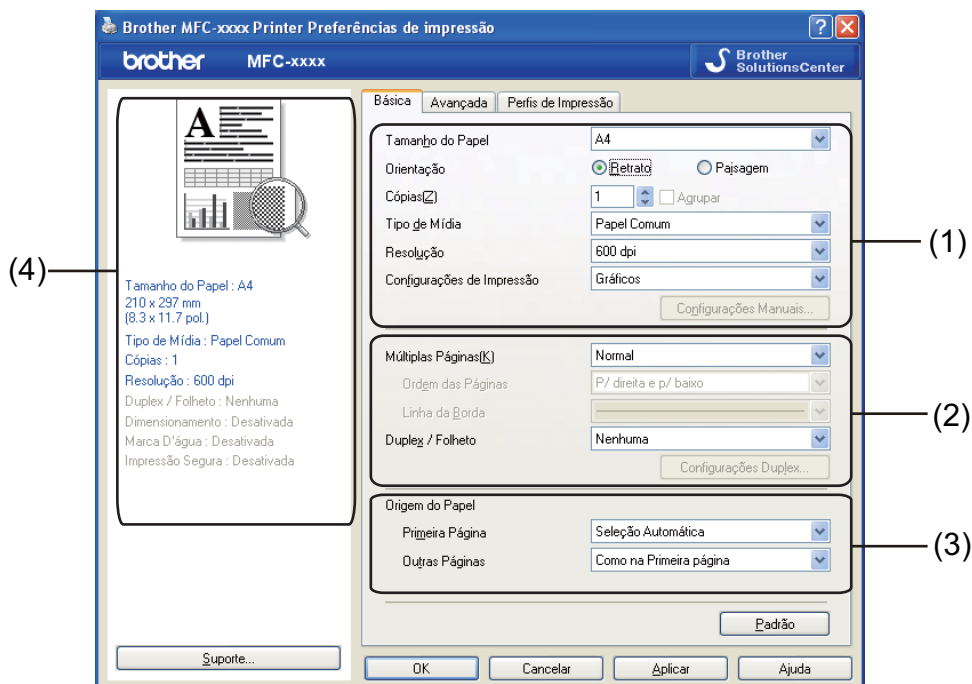 Brother MFC-xxxx Printer Preferências de impressão
brother MFC-xxxx
Brother
SolutionsCenter
A
Tamanho do Papel : A4
210 x 297 mm
(8.3 x 11.7 pol.)
Tipo de Mídia : Papel Comum
Cópias : 1
Resolução : 600 dpi
Duplex / Folheto : Nenhuma
Dimensionamento : Desativada
Marca D'água : Desativada
Impressão Segura : Desativada
Suporte...
(4)
Básica Avançada Perfis de Impressão
Tamanho do Papel A4
Orientação Retrato Paisagem
Cópias(Z) 1 Agrupar
Tipo de Mídia Papel Comum
Resolução 600 dpi
Configurações de Impressão Gráficos
Configurações Manuais...
(1)
Múltiplas Páginas(K) Normal
Ordem das Páginas P/ direita e p/ baixo
Linha da Borda
Duplex / Folheto Nenhuma
Configurações Duplex...
(2)
Origem do Papel
Primeira Página Seleção Automática
Outras Páginas Como na Primeira página
(3)
Padrão
OK Cancelar Aplicar Ajuda